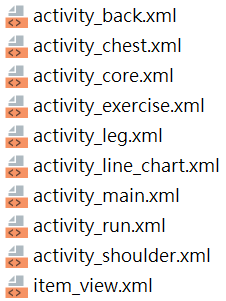 activity_back.xml
activity_chest.xml
activity_core.xml
activity_exercise.xml
activity_leg.xml
activity_line_chart.xml
activity_main.xml
activity_run.xml
activity_shoulder.xml
item_view.xml